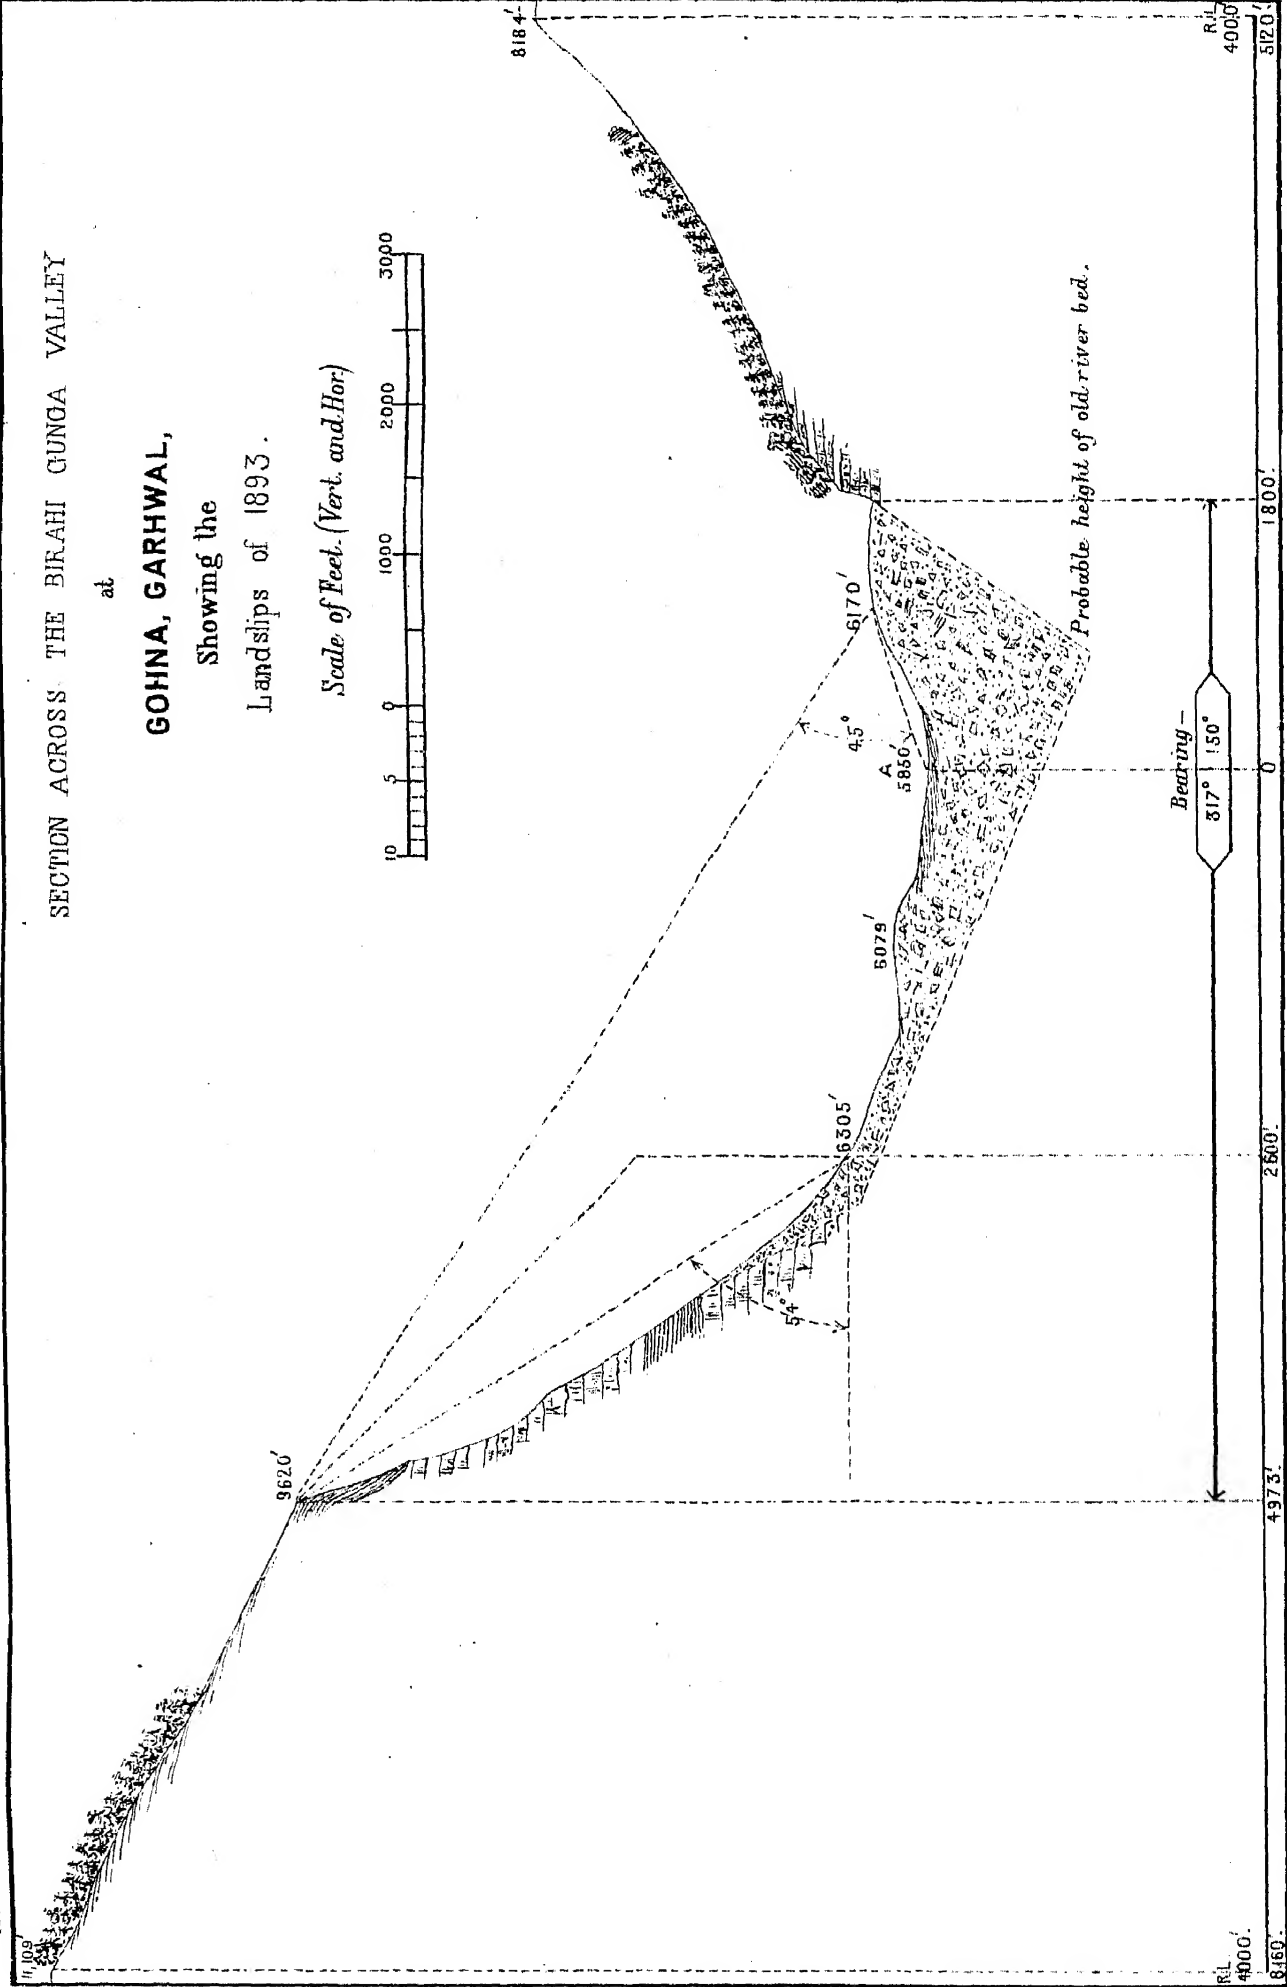 SECTION ACROSS THE BIRAHI GUNGA VALLEY
at
GOHNA, GARHWAL,
Showing the
Landslips of 1893.
Scale of Feet. (Vert. and Hor)
10 5 0 1000 2000 3000
11,109'
9620'
8184'
54°
6305'
6079'
A
5850'
45°
6170'
Probable height of old river bed.
Bearing—
317° 150°
R.L.
4000'
R.L.
4000'
8160' 4973' 2600' 0 1800' 5120'